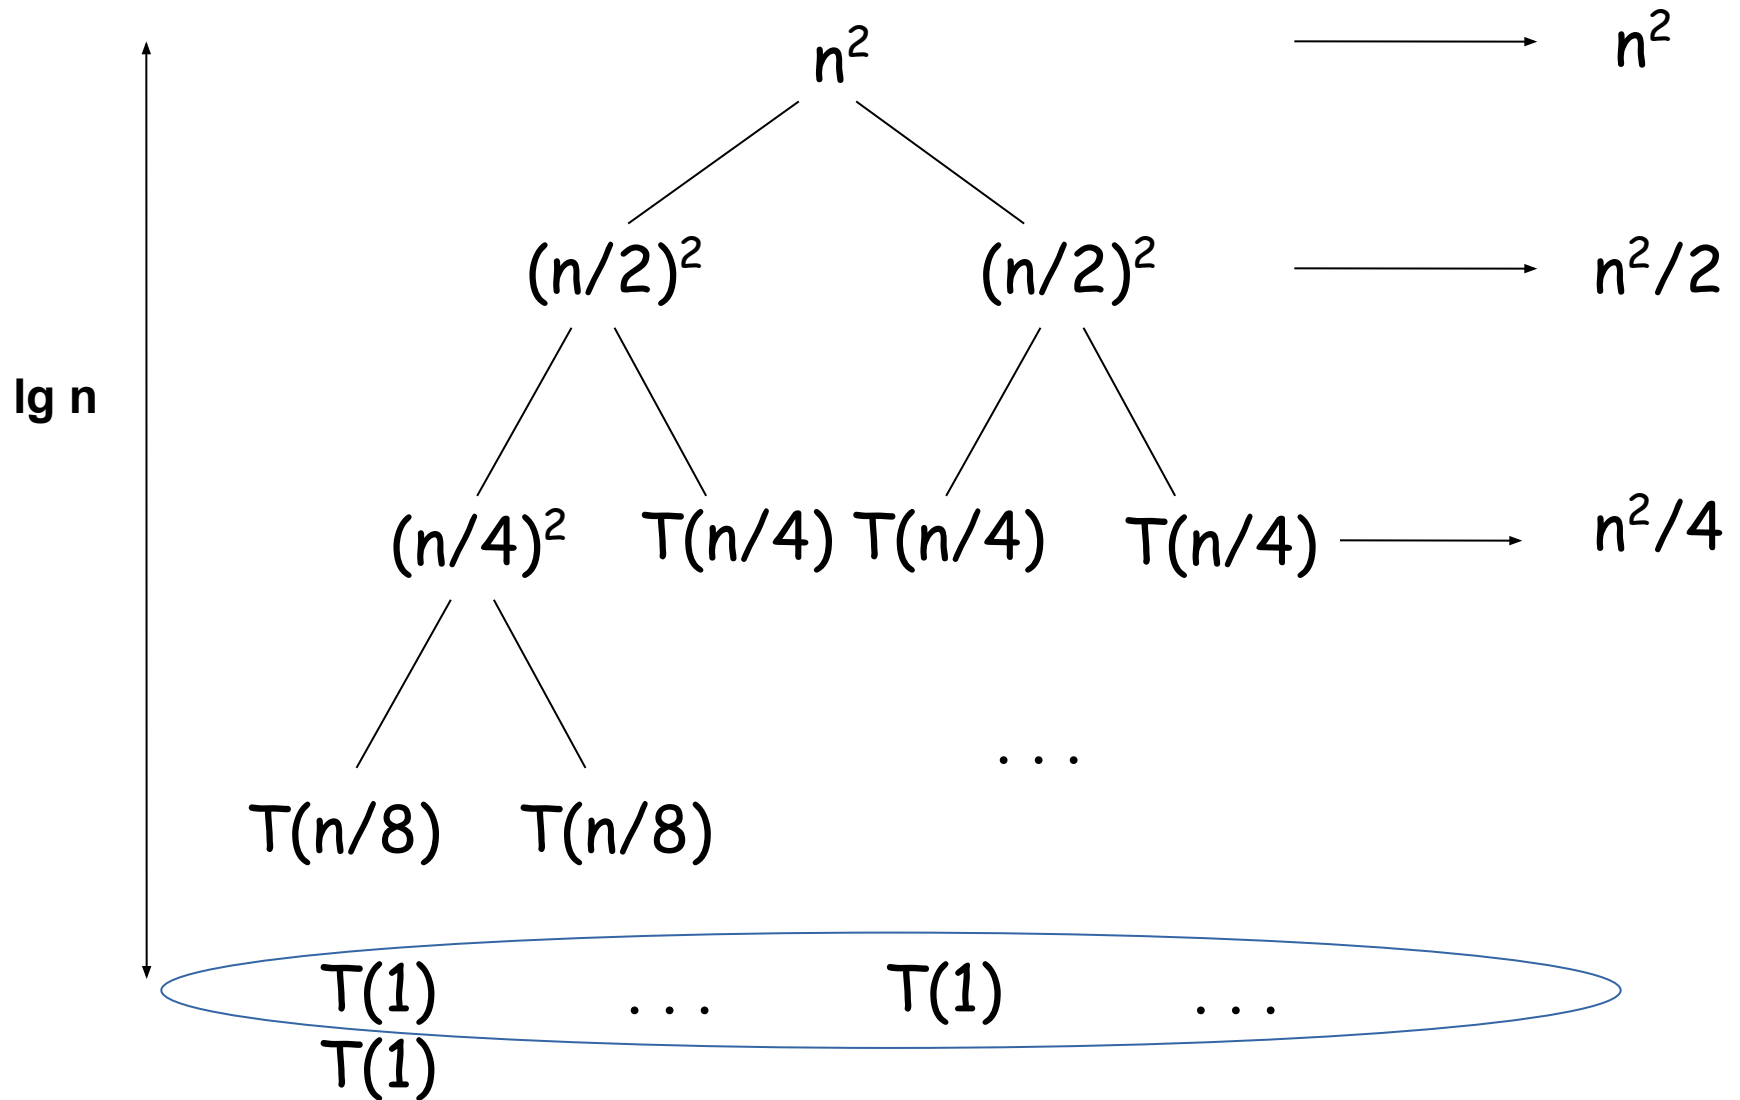 n² n²
(n/2)² (n/2)² n²/2
lg n
(n/4)² T(n/4) T(n/4) T(n/4) n²/4
. . .
T(n/8) T(n/8)
T(1) . . . T(1) . . .
T(1)